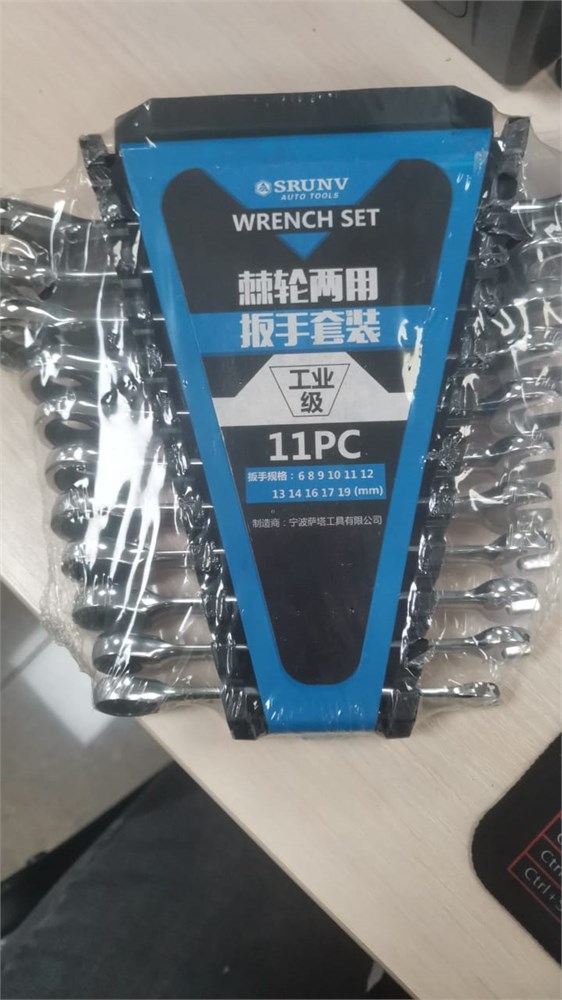 SRUNV
AUTO TOOLS
WRENCH SET
棘轮两用
扳手套装
工业
级
11PC
扳手规格：6 8 9 10 11 12
13 14 16 17 19 (mm)
制造商：宁波萨塔工具有限公司
Ctrl
Ctrl+S